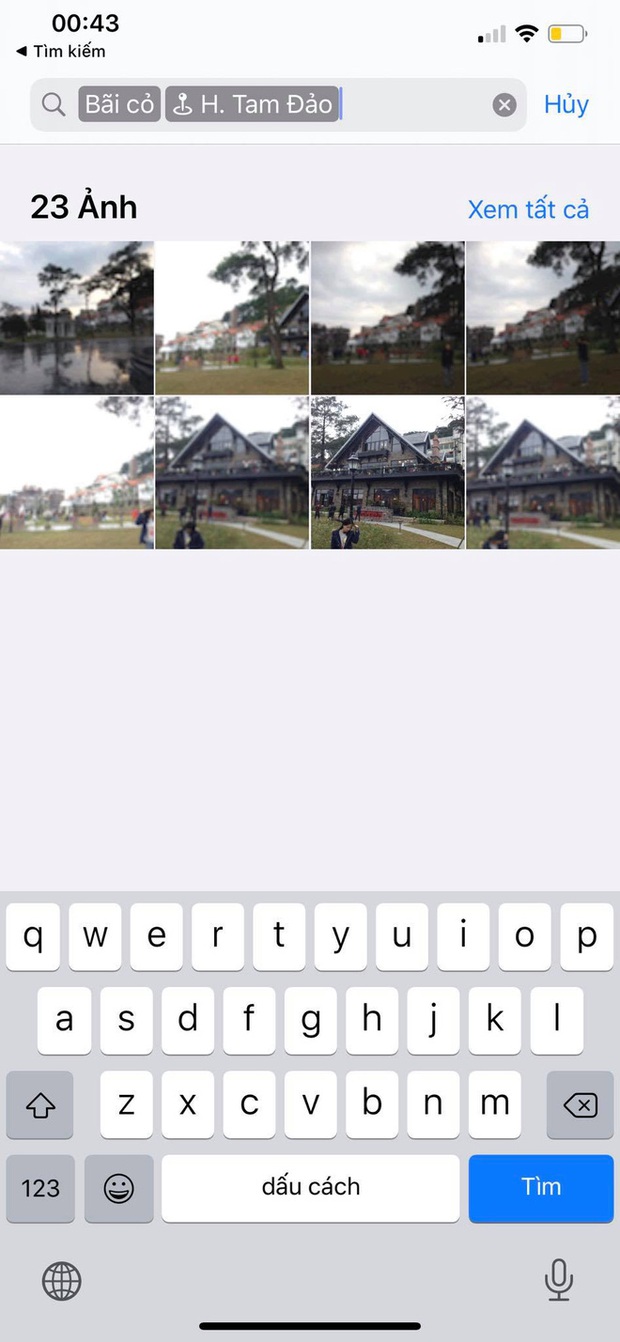 00:43
◀ Tìm kiếm
Bãi cỏ H. Tam Đảo Hủy
23 Ảnh Xem tất cả
q w e r t y u i o p
a s d f g h j k l
z x c v b n m
123 dấu cách Tìm